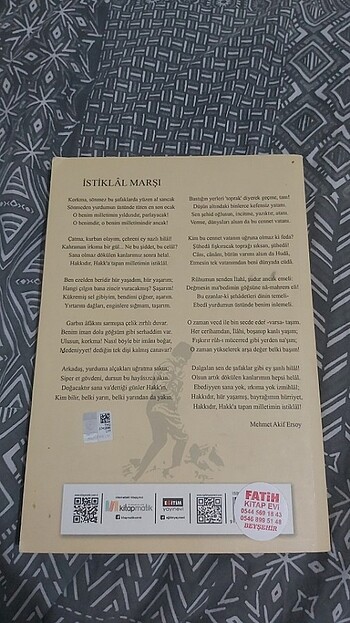 İSTİKLÂL MARŞI
Korkma, sönmez bu şafaklarda yüzen al sancak
Sönmeden yurdumun üstünde tüten en son ocak
O benim milletimin yıldızıdır, parlayacak!
O benimdir, o benim milletimindir ancak!
Çatma, kurban olayım, çehreni ey nazlı hilâl!
Kahraman ırkıma bir gül... Ne bu şiddet, bu celâl?
Sana olmaz dökülen kanlarımız sonra helal.
Hakkıdır, Hakk'a tapan milletimin istiklâl.
Ben ezelden beridir hür yaşadım, hür yaşarım;
Hangi çılgın bana zincir vuracakmış? Şaşarım!
Kükremiş sel gibiyim, bendimi çiğner, aşarım.
Yırtarım dağları, enginlere sığmam, taşarım.
Garbın âfâkını sarmışsa çelik zırhlı duvar.
Benim iman dolu göğsüm gibi serhaddim var.
Ulusun, korkma! Nasıl böyle bir imânı boğar,
Medeniyyet! dediğin tek dişi kalmış canavar?
Arkadaş, yurduma alçakları uğratma sakın;
Siper et gövdeni, dursun bu hayâsızca akın.
Doğacaktır sana va'dettiği günler Hakk'ın,
Kim bilir, belki yarın, belki yarından da yakın.
Bastığın yerleri 'toprak' diyerek geçme, tanı!
Düşün altındaki binlerce kefensiz yatanı.
Sen şehid oğlusun, incitme, yazıktır, atanı.
Verme, dünyaları alsan da bu cennet vatanı.
Kim bu cennet vatanın uğruna olmaz ki fedâ?
Şühedâ fışkıracak toprağı sıksan, şühedâ!
Cânı, cânânı, bütün varımı alsın da Hudâ,
Etmesin tek vatanımdan beni dünyada cüdâ.
Rûhumun senden İlahî, şudur ancak emeli:
Değmesin ma'bedimin göğsüne nâ-mahrem eli!
Bu ezanlar-ki şehâdetleri dinin temeli-
Ebedî yurdumun üstünde benim inlemeli.
O zaman vecd ile bin secde eder -varsa- taşım.
Her cerîhamdan, İlâhi, boşanıp kanlı yaşım;
Fışkırır rûh-ı mücerred gibi yerden na'şım;
O zaman yükselerek arşa değer belki başım!
Dalgalan sen de şafaklar gibi ey şanlı hilâl!
Olsun artık dökülen kanlarımın hepsi helâl.
Ebediyyen sana yok, ırkıma yok izmihlâl;
Hakkıdır, hür yaşamış, bayrağımın hürriyet,
Hakkıdır, Hakk'a tapan milletimin istiklâl!
Mehmet Akif Ersoy
kitapmatik
EĞİTİM
yayınevi
FATİH
KİTAP EVİ
0544 569 18 43
0546 899 51 48
BEYŞEHİR